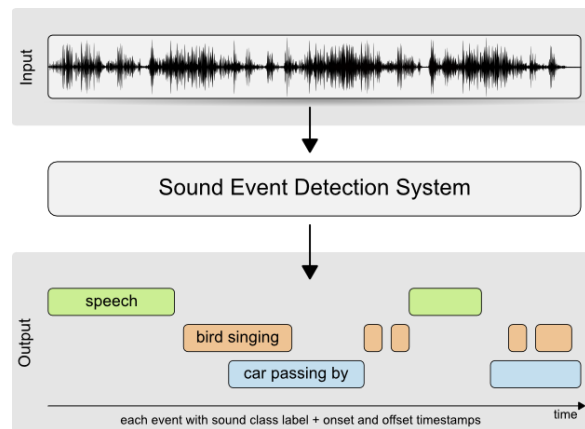 Input
Sound Event Detection System
Output
speech
bird singing
car passing by
time
each event with sound class label + onset and offset timestamps